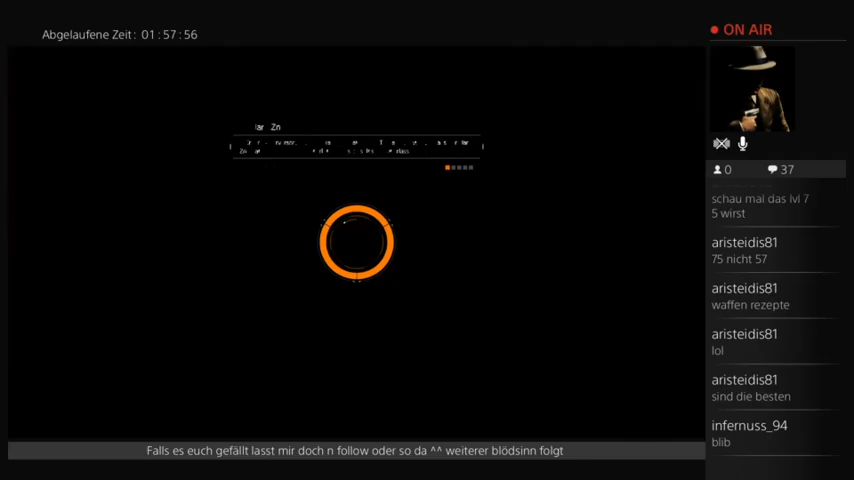 Abgelaufene Zeit: 01:57:56
ON AIR
0
37
schau mal das lvl 7
5 wirst
aristeidis81
75 nicht 57
aristeidis81
waffen rezepte
aristeidis81
lol
aristeidis81
sind die besten
infernuss_94
blib
Falls es euch gefällt lasst mir doch n follow oder so da ^^ weiterer blödsinn folgt